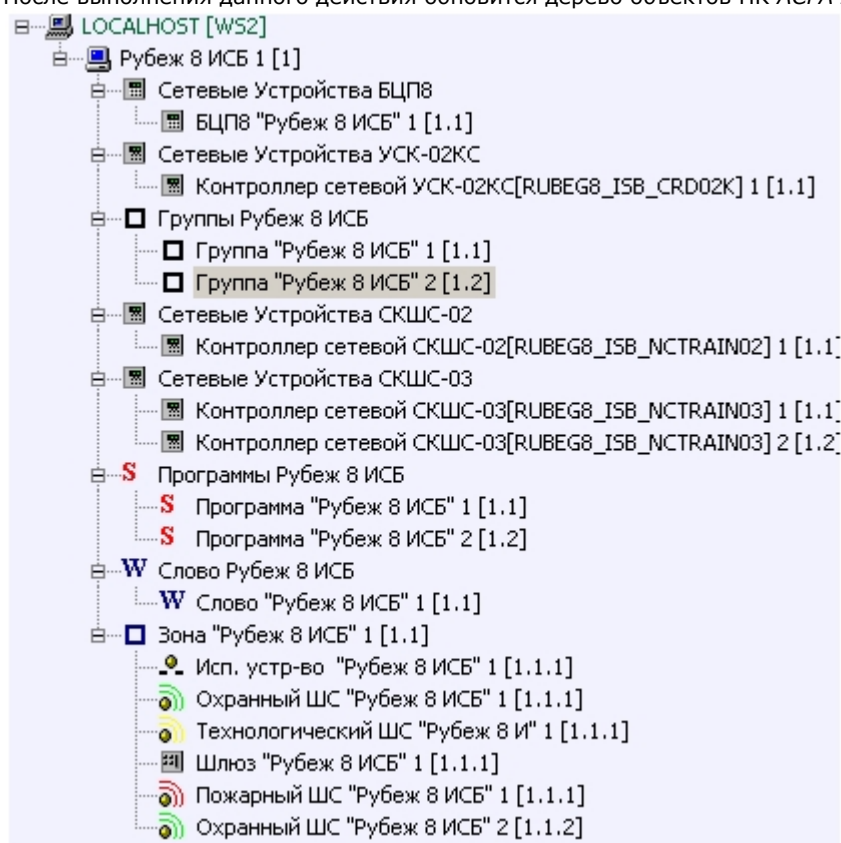 После выполнения данного действия обновится дерево объектов ПК
LOCALHOST [WS2]
Рубеж 8 ИСБ 1 [1]
Сетевые Устройства БЦП8
БЦП8 "Рубеж 8 ИСБ" 1 [1.1]
Сетевые Устройства УСК-02КС
Контроллер сетевой УСК-02КС[RUBEG8_ISB_CRD02K] 1 [1.1]
Группы Рубеж 8 ИСБ
Группа "Рубеж 8 ИСБ" 1 [1.1]
Группа "Рубеж 8 ИСБ" 2 [1.2]
Сетевые Устройства СКШС-02
Контроллер сетевой СКШС-02[RUBEG8_ISB_NCTRAIN02] 1 [1.1]
Сетевые Устройства СКШС-03
Контроллер сетевой СКШС-03[RUBEG8_ISB_NCTRAIN03] 1 [1.1]
Контроллер сетевой СКШС-03[RUBEG8_ISB_NCTRAIN03] 2 [1.2]
S Программы Рубеж 8 ИСБ
S Программа "Рубеж 8 ИСБ" 1 [1.1]
S Программа "Рубеж 8 ИСБ" 2 [1.2]
W Слово Рубеж 8 ИСБ
W Слово "Рубеж 8 ИСБ" 1 [1.1]
Зона "Рубеж 8 ИСБ" 1 [1.1]
Исп. устр-во "Рубеж 8 ИСБ" 1 [1.1.1]
Охранный ШС "Рубеж 8 ИСБ" 1 [1.1.1]
Технологический ШС "Рубеж 8 И" 1 [1.1.1]
Шлюз "Рубеж 8 ИСБ" 1 [1.1.1]
Пожарный ШС "Рубеж 8 ИСБ" 1 [1.1.1]
Охранный ШС "Рубеж 8 ИСБ" 2 [1.1.2]